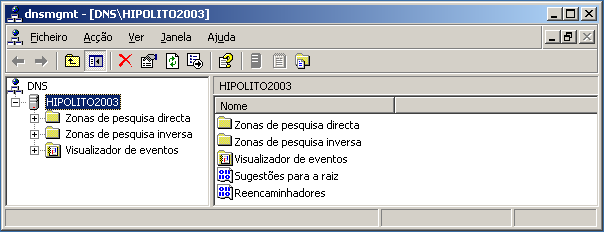 dnsmgmt - [DNS\HIPOLITO2003]
Ficheiro Acção Ver Janela Ajuda
DNS
HIPOLITO2003
Zonas de pesquisa directa
Zonas de pesquisa inversa
Visualizador de eventos
HIPOLITO2003
Nome
Zonas de pesquisa directa
Zonas de pesquisa inversa
Visualizador de eventos
Sugestões para a raiz
Reencaminhadores